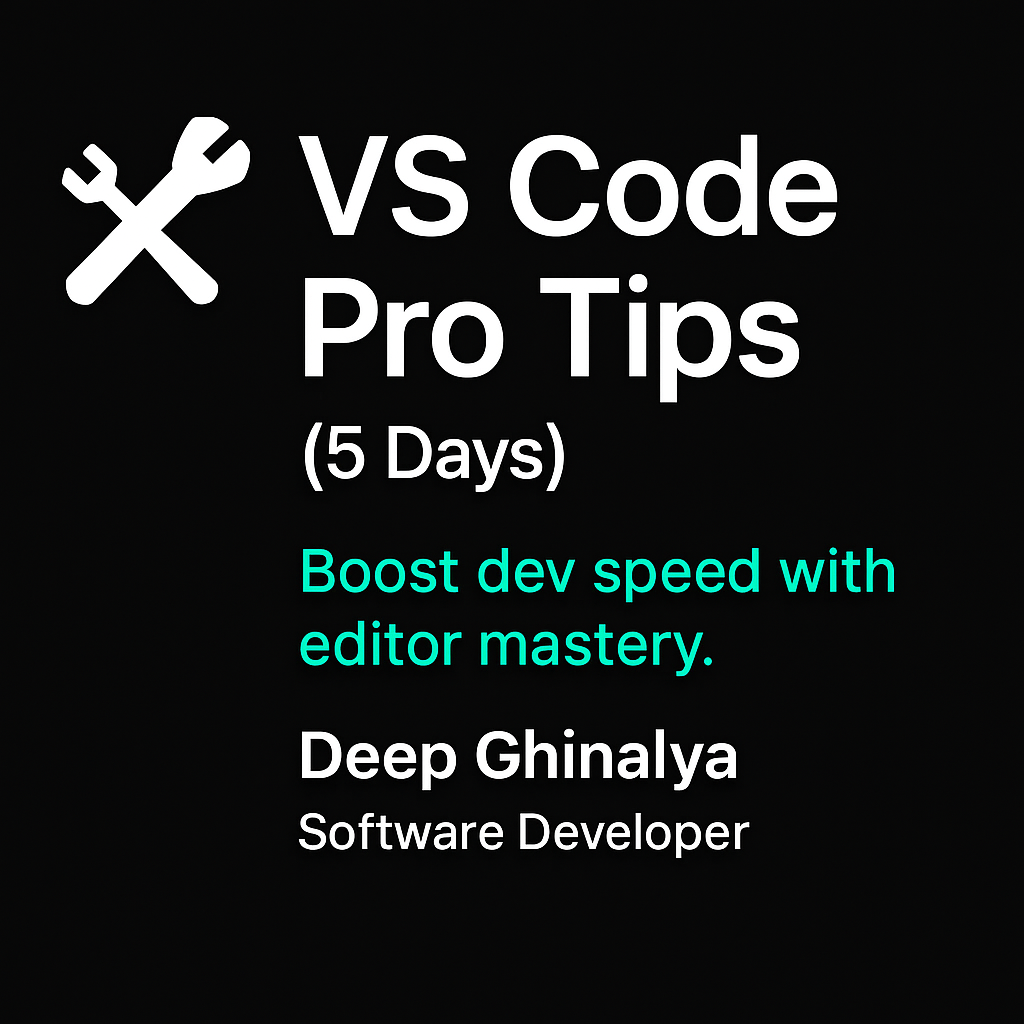 VS Code
Pro Tips
(5 Days)
Boost dev speed with
editor mastery.
Deep Ghinalya
Software Developer